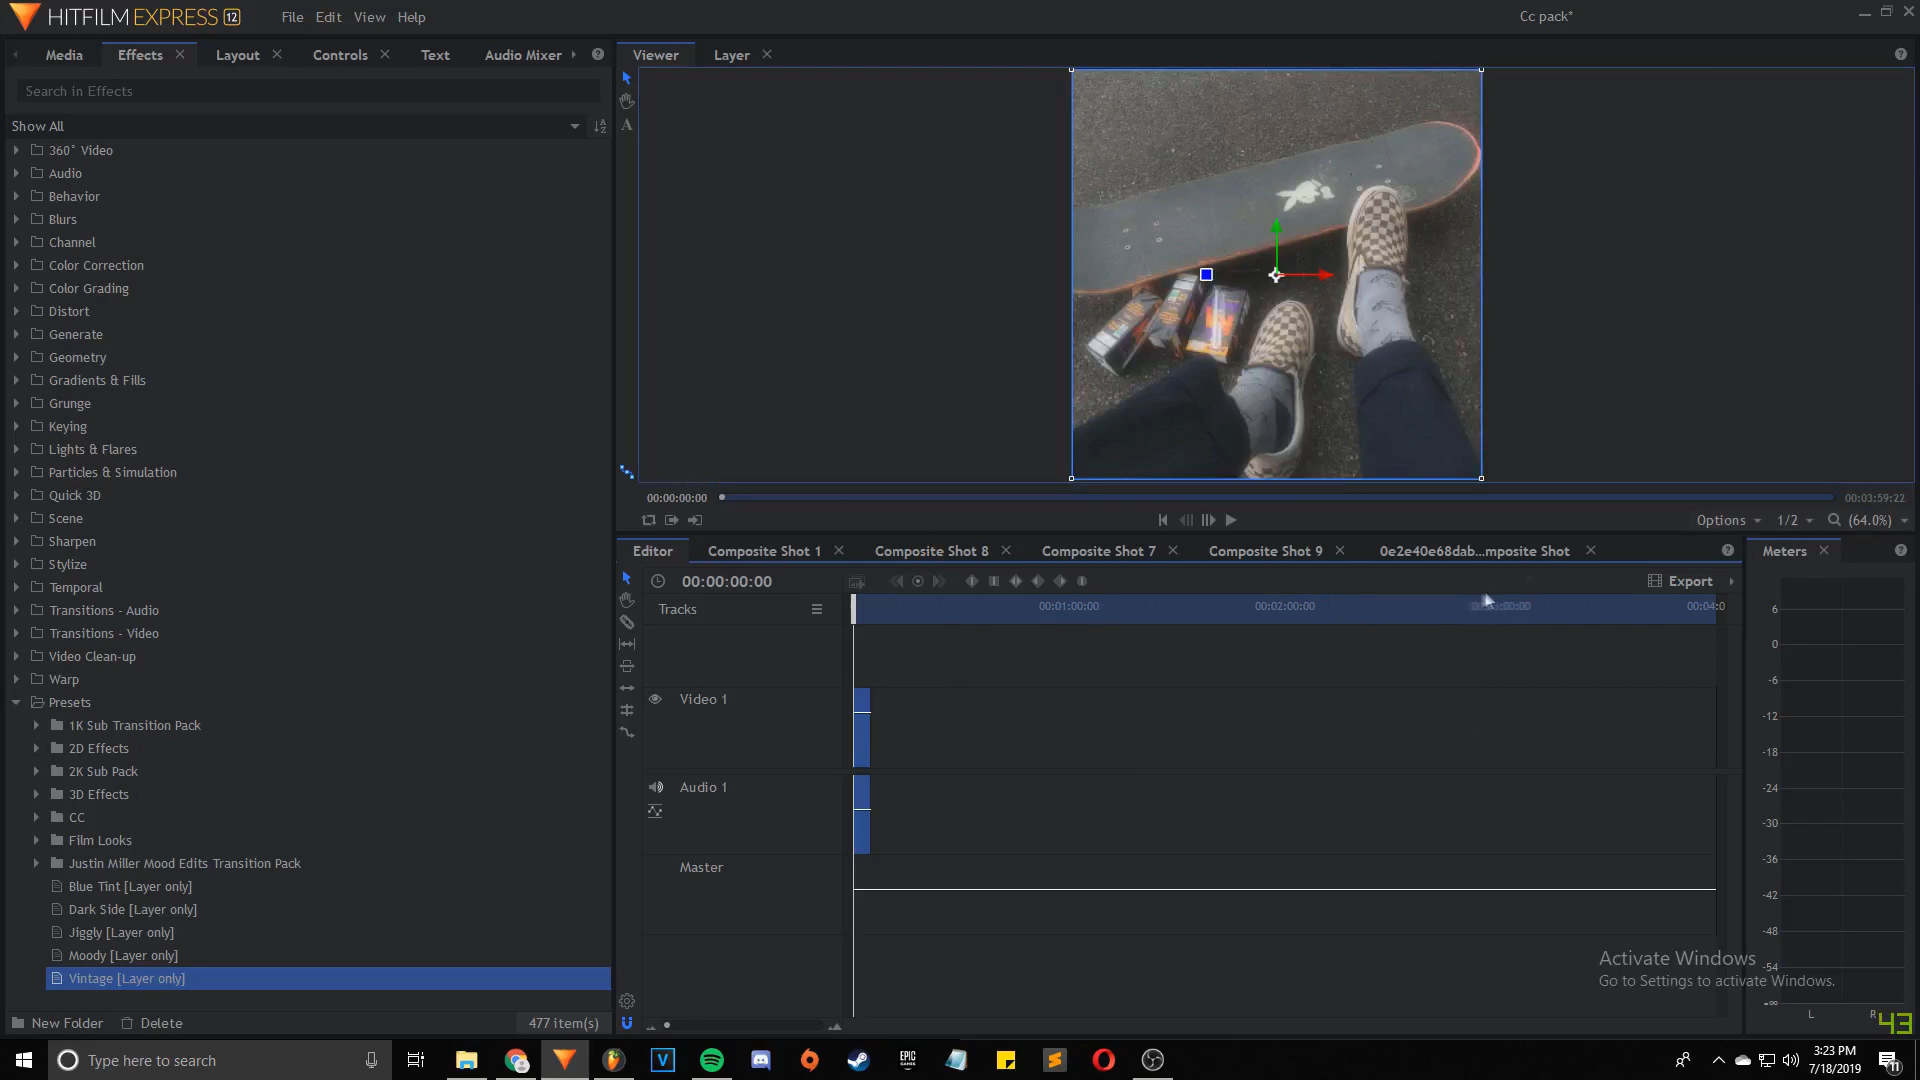 HITFILM EXPRESS 12
File Edit View Help
Cc pack*
Media Effects Layout Controls Text Audio Mixer
Viewer Layer
Search in Effects
Show All
360° Video
Audio
Behavior
Blurs
Channel
Color Correction
Color Grading
Distort
Generate
Geometry
Gradients & Fills
Grunge
Keying
Lights & Flares
Particles & Simulation
Quick 3D
Scene
Sharpen
Stylize
Temporal
Transitions - Audio
Transitions - Video
Video Clean-up
Warp
Presets
1K Sub Transition Pack
2D Effects
2K Sub Pack
3D Effects
CC
Film Looks
Justin Miller Mood Edits Transition Pack
Blue Tint [Layer only]
Dark Side [Layer only]
Jiggly [Layer only]
Moody [Layer only]
Vintage [Layer only]
New Folder Delete 477 item(s)
00:00:00:00 00:03:59:22
Options 1/2 (64.0%)
Editor Composite Shot 1 Composite Shot 8 Composite Shot 7 Composite Shot 9 0e2e40e68dab...mposite Shot
Meters
00:00:00:00
Export
Tracks
00:01:00:00 00:02:00:00 00:04:0
Video 1
Audio 1
Master
6
0
-6
-12
-18
-24
-30
-36
-42
-48
-54
-∞
L R
Activate Windows
Go to Settings to activate Windows.
43
Type here to search
EPIC
GAMES
3:23 PM
7/18/2019
11